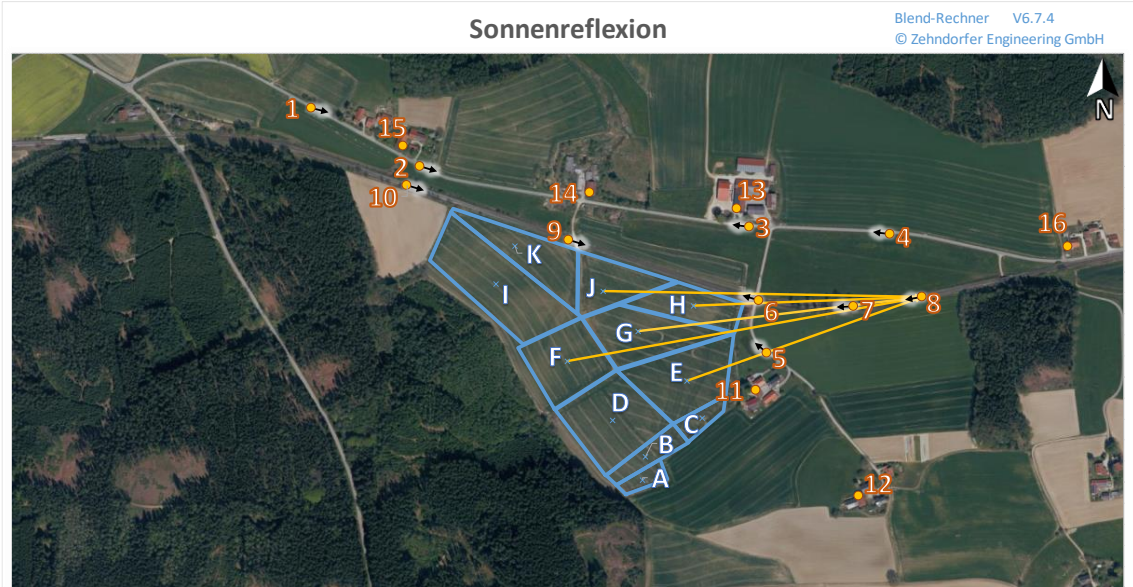 Sonnenreflexion
Blend-Rechner V6.7.4
© Zehndorfer Engineering GmbH
N
1
15
2
10
14
13
3
4
16
9
K
I
J
H
6
7
8
G
F
5
E
11
D
C
B
A
12